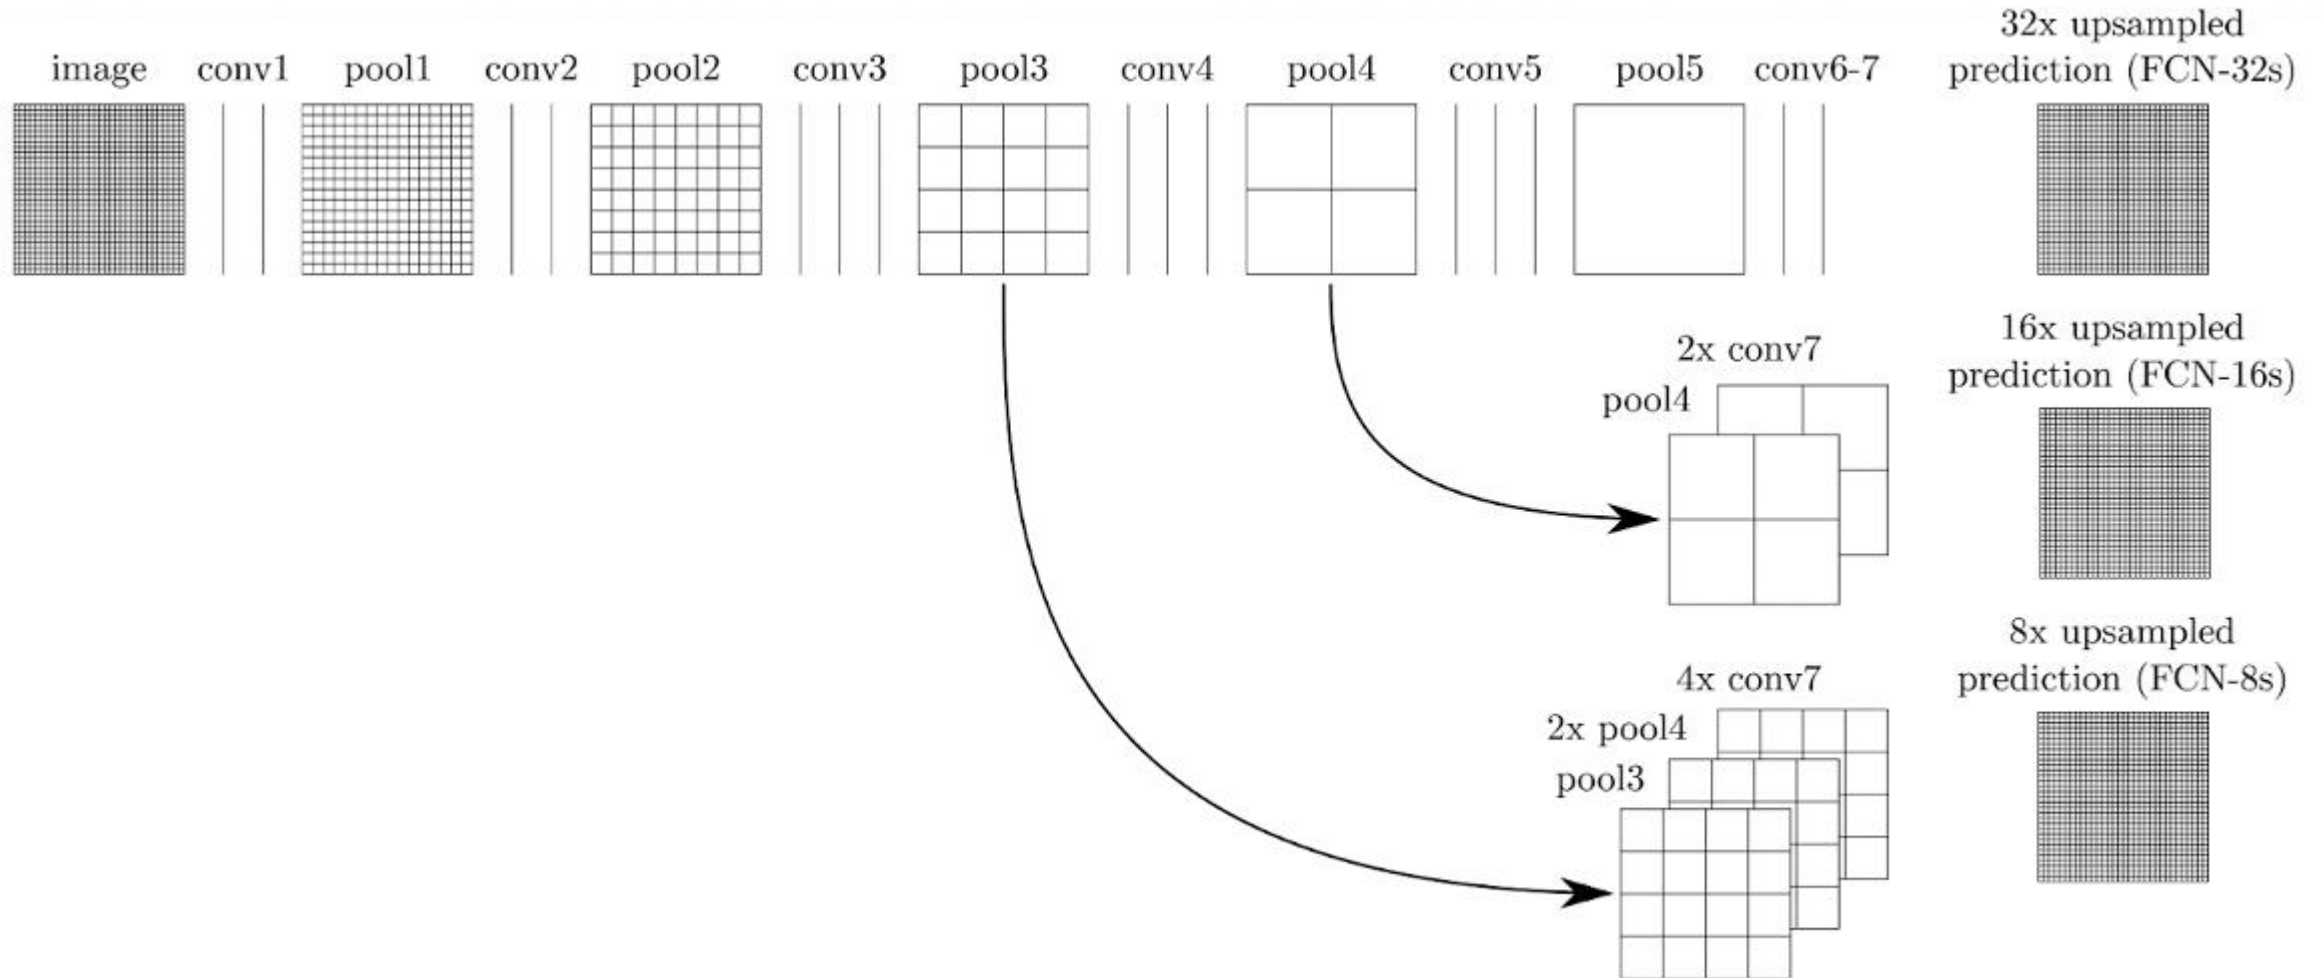 32x upsampled
image conv1 pool1 conv2 pool2 conv3 pool3 conv4 pool4 conv5 pool5 conv6-7 prediction (FCN-32s)
16x upsampled
2x conv7 prediction (FCN-16s)
pool4
8x upsampled
4x conv7 prediction (FCN-8s)
2x pool4
pool3